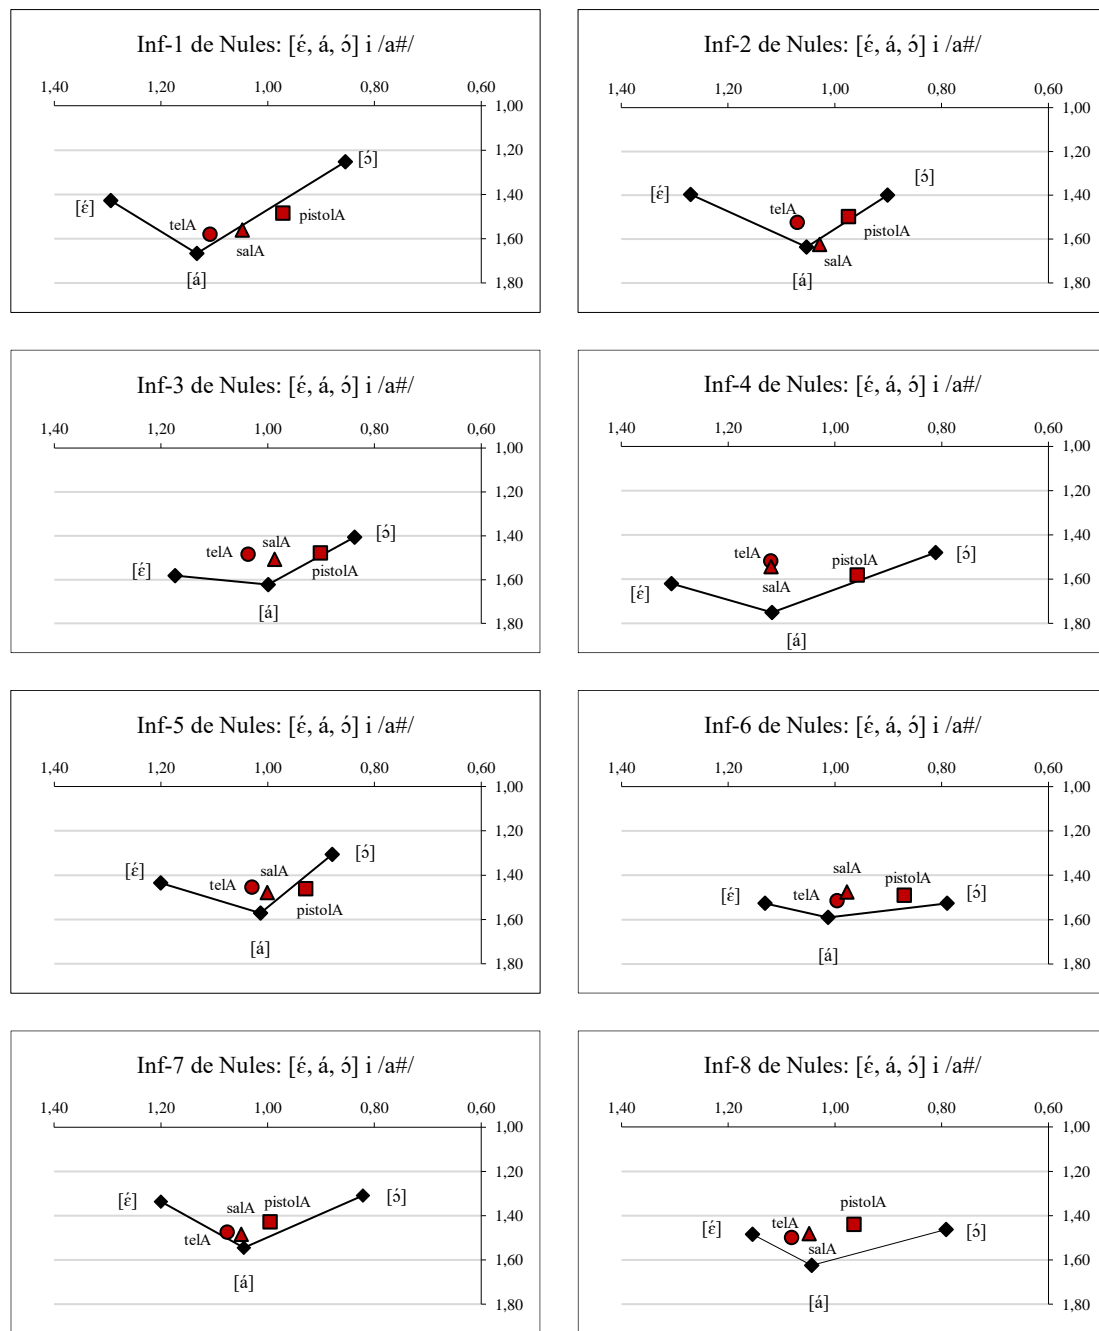 Inf-1 de Nules: [ɛ́, á, ɔ́] i /a#/
1,40 1,20 1,00 0,80 0,60
1,00
1,20
1,40
1,60
1,80
[ɛ́]
[á]
[ɔ́]
telA
salA
pistolA
Inf-2 de Nules: [ɛ́, á, ɔ́] i /a#/
1,40 1,20 1,00 0,80 0,60
1,00
1,20
1,40
1,60
1,80
[ɛ́]
[á]
[ɔ́]
telA
salA
pistolA
Inf-3 de Nules: [ɛ́, á, ɔ́] i /a#/
1,40 1,20 1,00 0,80 0,60
1,00
1,20
1,40
1,60
1,80
[ɛ́]
[á]
[ɔ́]
telA
salA
pistolA
Inf-4 de Nules: [ɛ́, á, ɔ́] i /a#/
1,40 1,20 1,00 0,80 0,60
1,00
1,20
1,40
1,60
1,80
[ɛ́]
[á]
[ɔ́]
telA
salA
pistolA
Inf-5 de Nules: [ɛ́, á, ɔ́] i /a#/
1,40 1,20 1,00 0,80 0,60
1,00
1,20
1,40
1,60
1,80
[ɛ́]
[á]
[ɔ́]
telA
salA
pistolA
Inf-6 de Nules: [ɛ́, á, ɔ́] i /a#/
1,40 1,20 1,00 0,80 0,60
1,00
1,20
1,40
1,60
1,80
[ɛ́]
[á]
[ɔ́]
telA
salA
pistolA
Inf-7 de Nules: [ɛ́, á, ɔ́] i /a#/
1,40 1,20 1,00 0,80 0,60
1,00
1,20
1,40
1,60
1,80
[ɛ́]
[á]
[ɔ́]
telA
salA
pistolA
Inf-8 de Nules: [ɛ́, á, ɔ́] i /a#/
1,40 1,20 1,00 0,80 0,60
1,00
1,20
1,40
1,60
1,80
[ɛ́]
[á]
[ɔ́]
telA
salA
pistolA